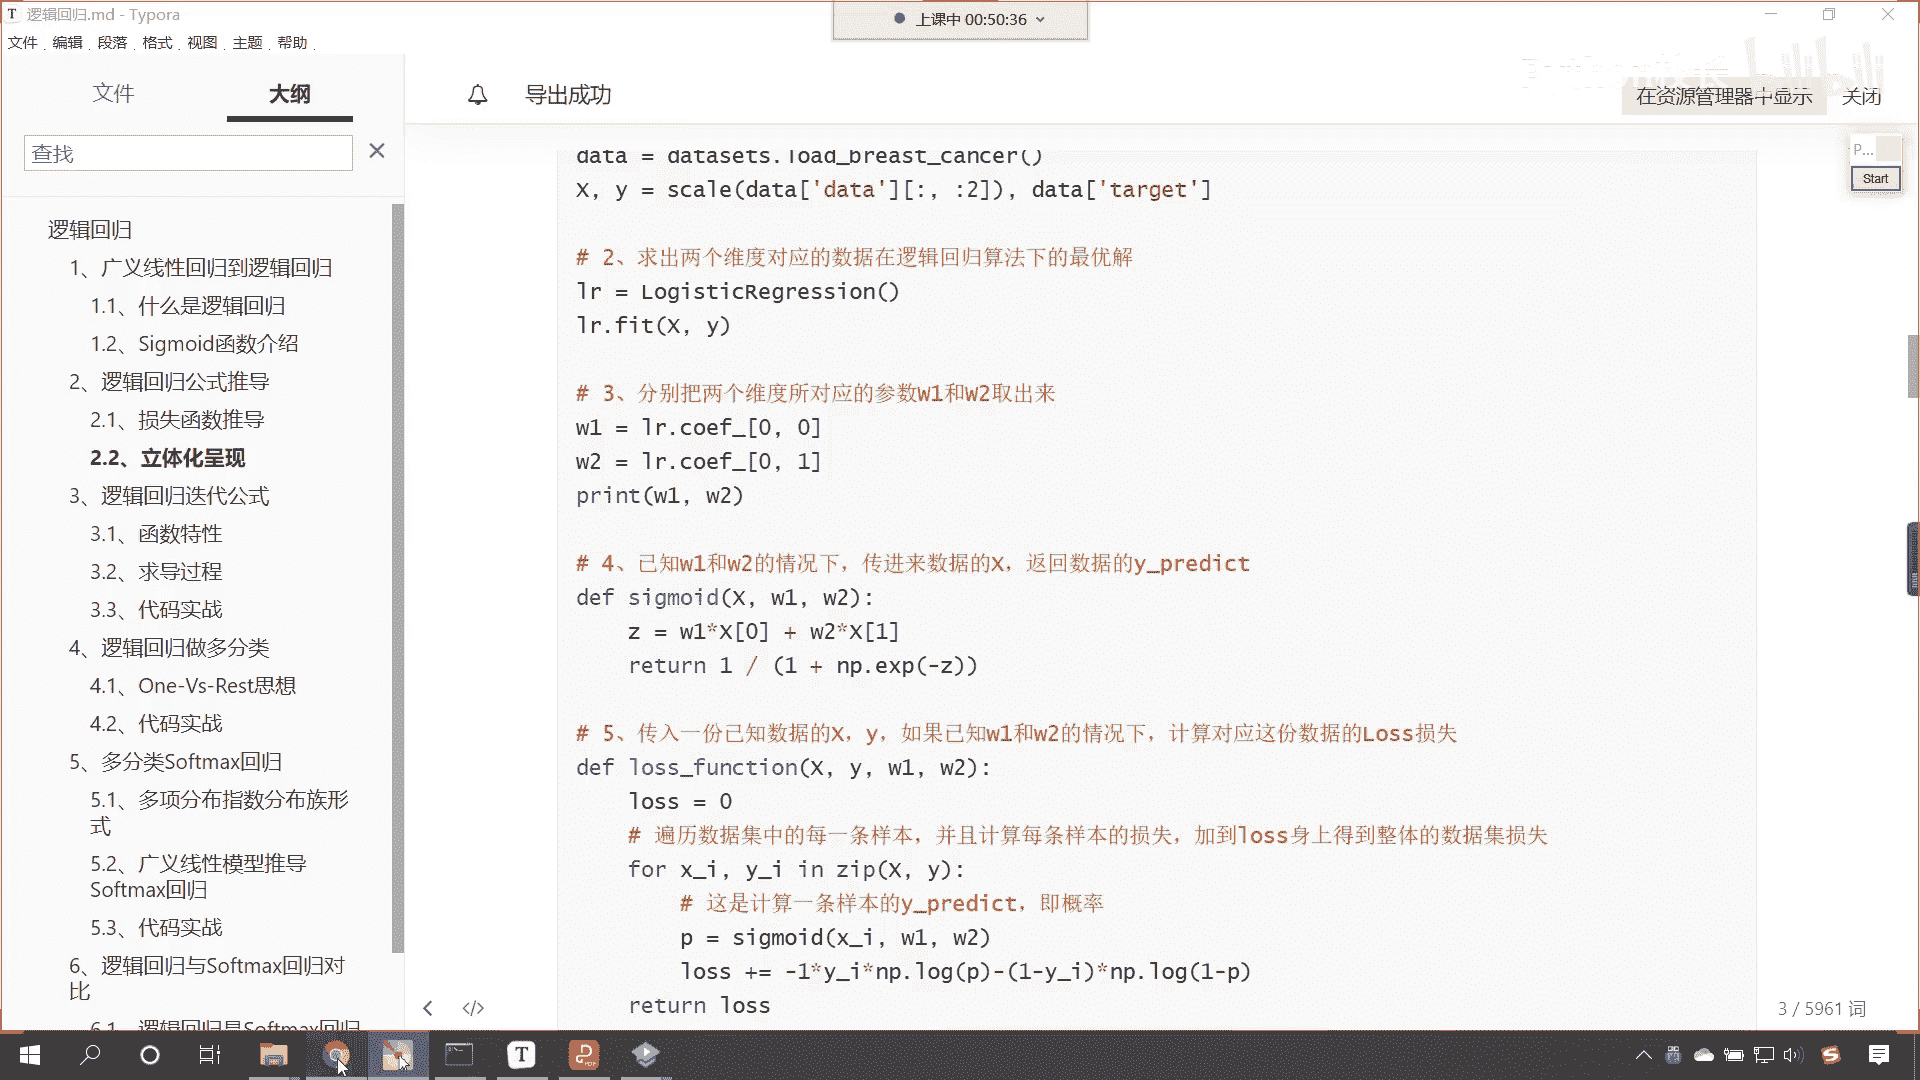 逻辑回归.md - Typora
上课中 00:50:36
文件 编辑 段落 格式 视图 主题 帮助
文件 大纲
查找
导出成功
在资源管理器中显示 关闭
P...
Start
逻辑回归
1、广义线性回归到逻辑回归
1.1、什么是逻辑回归
1.2、Sigmoid函数介绍
2、逻辑回归公式推导
2.1、损失函数推导
2.2、立体化呈现
3、逻辑回归迭代公式
3.1、函数特性
3.2、求导过程
3.3、代码实战
4、逻辑回归做多分类
4.1、One-Vs-Rest思想
4.2、代码实战
5、多分类Softmax回归
5.1、多项分布指数分布族形
式
5.2、广义线性模型推导
Softmax回归
5.3、代码实战
6、逻辑回归与Softmax回归对
比
6.1、逻辑回归是Softmax回归
data = datasets.load_breast_cancer()
X, y = scale(data['data'][:, :2]), data['target']
# 2、求出两个维度对应的数据在逻辑回归算法下的最优解
lr = LogisticRegression()
lr.fit(X, y)
# 3、分别把两个维度所对应的参数W1和W2取出来
w1 = lr.coef_[0, 0]
w2 = lr.coef_[0, 1]
print(w1, w2)
# 4、已知w1和w2的情况下，传进来数据的X，返回数据的y_predict
def sigmoid(X, w1, w2):
z = w1*X[0] + w2*X[1]
return 1 / (1 + np.exp(-z))
# 5、传入一份已知数据的X，y，如果已知w1和w2的情况下，计算对应这份数据的Loss损失
def loss_function(X, y, w1, w2):
loss = 0
# 遍历数据集中的每一条样本，并且计算每条样本的损失，加到loss身上得到整体的数据集损失
for x_i, y_i in zip(X, y):
# 这是计算一条样本的y_predict，即概率
p = sigmoid(x_i, w1, w2)
loss += -1*y_i*np.log(p)-(1-y_i)*np.log(1-p)
return loss
3 / 5961 词